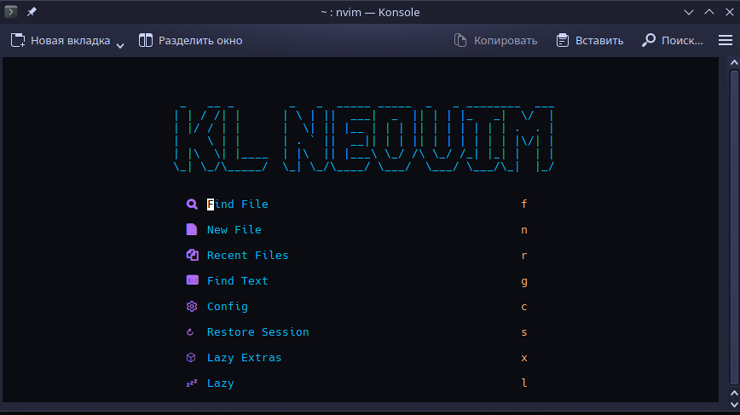 ~ : nvim — Konsole
Новая вкладка Разделить окно Копировать Вставить Поиск...
KL NEOVIM
Find File f
New File n
Recent Files r
Find Text g
Config c
Restore Session s
Lazy Extras x
Lazy l